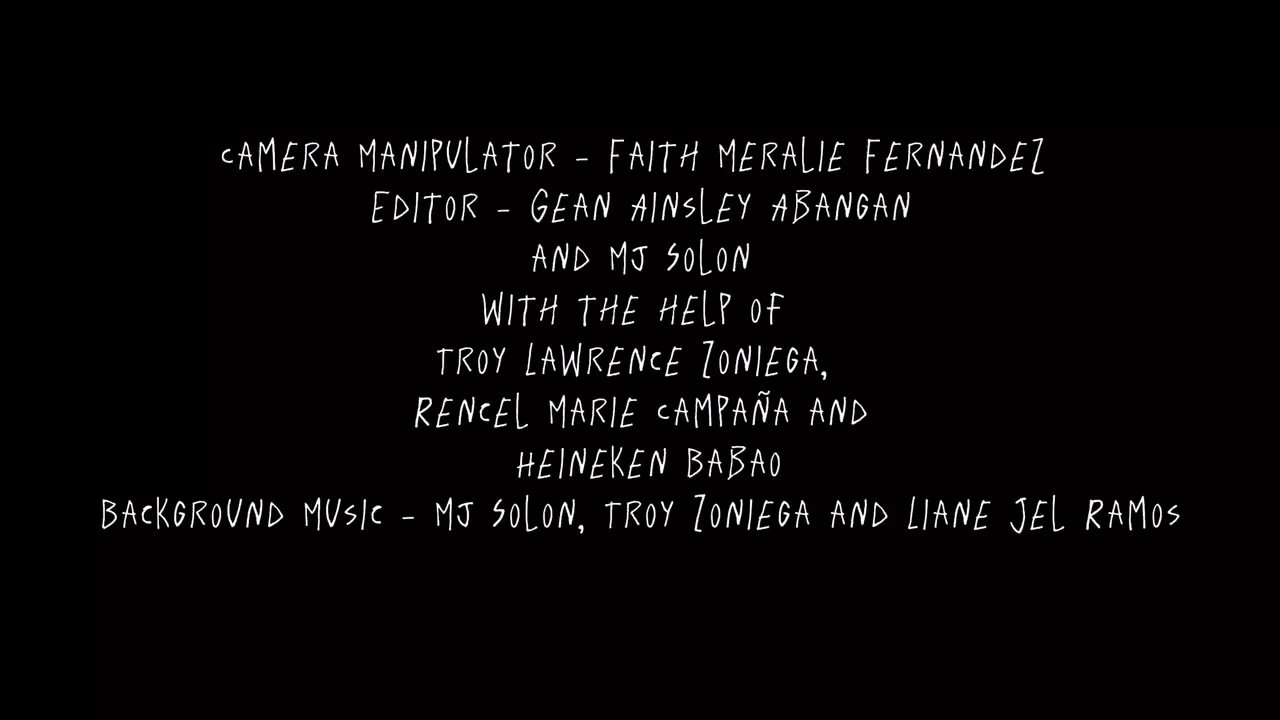 CAMERA MANIPULATOR - FAITH MERALIE FERNANDEZ
EDITOR - GEAN AINSLEY ABANGAN
AND MJ SOLON
WITH THE HELP OF
TROY LAWRENCE ZONIEGA,
RENCEL MARIE CAMPAÑA AND
HEINEKEN BABAO
BACKGROUND MUSIC - MJ SOLON, TROY ZONIEGA AND LIANE JEL RAMOS